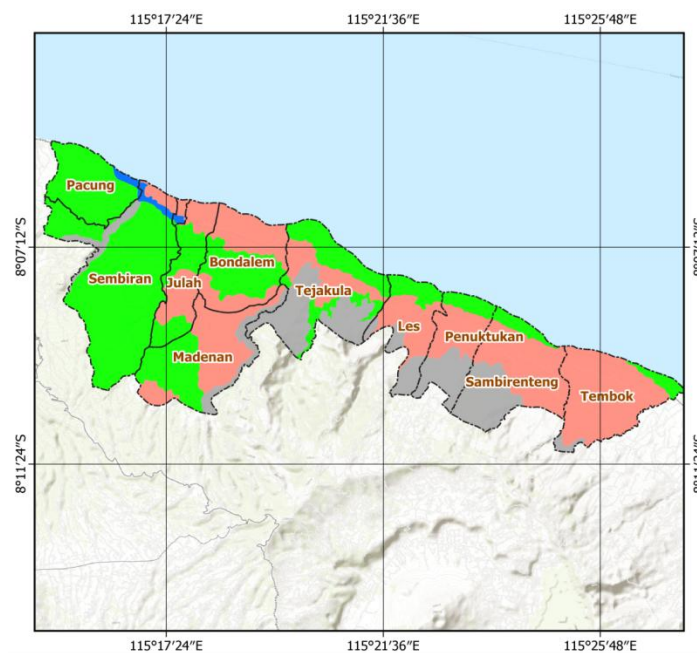 115°17'24"E 115°21'36"E 115°25'48"E
Pacung
8°07'12"S
Sembiran
Julah
Bondalem
Tejakula
Madenan
Les
Penuktukan
Sambirenteng
Tembok
8°11'24"S
115°17'24"E 115°21'36"E 115°25'48"E